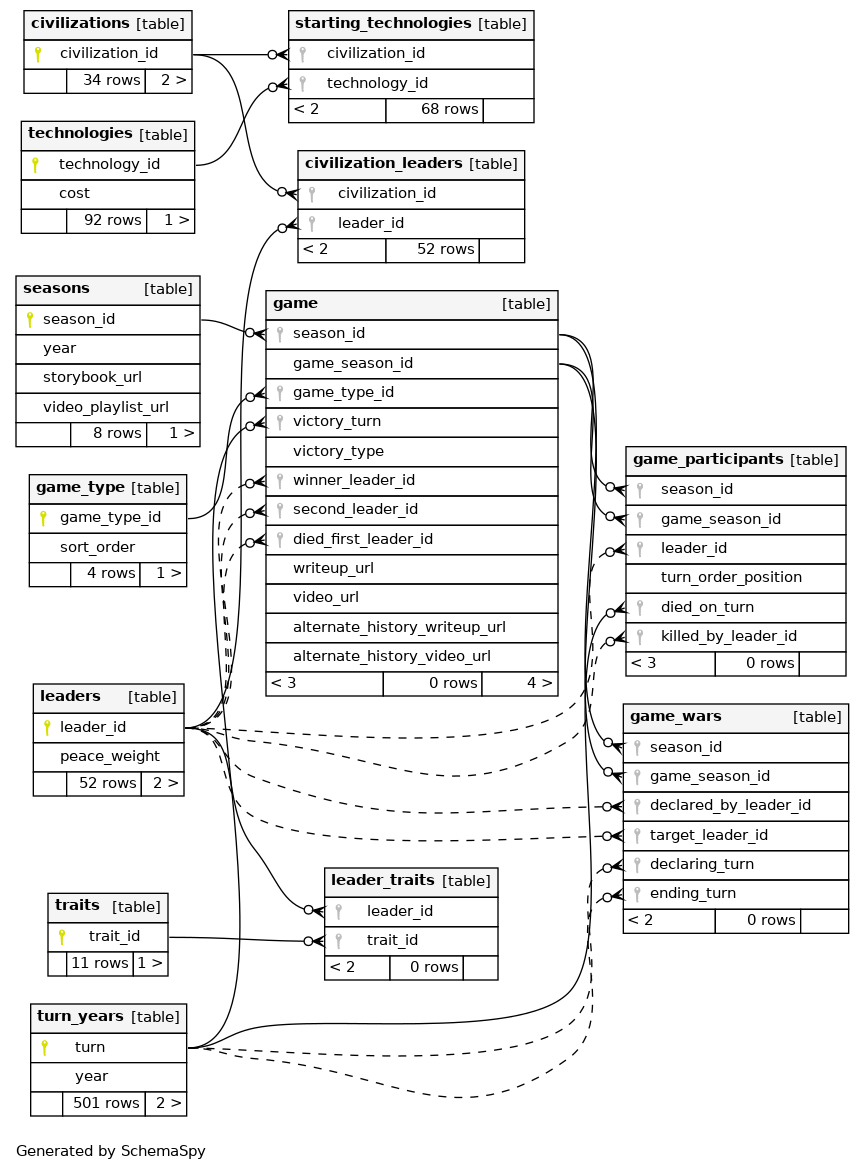 civilizations [table]
civilization_id
34 rows 2 >
starting_technologies [table]
civilization_id
technology_id
< 2 68 rows
technologies [table]
technology_id
cost
92 rows 1 >
civilization_leaders [table]
civilization_id
leader_id
< 2 52 rows
seasons [table]
season_id
year
storybook_url
video_playlist_url
8 rows 1 >
game [table]
season_id
game_season_id
game_type_id
victory_turn
victory_type
winner_leader_id
second_leader_id
died_first_leader_id
writeup_url
video_url
alternate_history_writeup_url
alternate_history_video_url
< 3 0 rows 4 >
game_participants [table]
season_id
game_season_id
leader_id
turn_order_position
died_on_turn
killed_by_leader_id
< 3 0 rows
game_type [table]
game_type_id
sort_order
4 rows 1 >
leaders [table]
leader_id
peace_weight
52 rows 2 >
game_wars [table]
season_id
game_season_id
declared_by_leader_id
target_leader_id
declaring_turn
ending_turn
< 2 0 rows
leader_traits [table]
leader_id
trait_id
< 2 0 rows
traits [table]
trait_id
11 rows 1 >
turn_years [table]
turn
year
501 rows 2 >
Generated by SchemaSpy